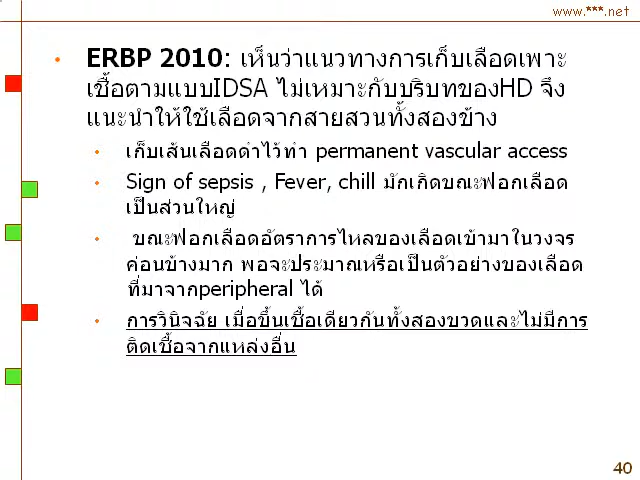 www.***.net
• ERBP 2010: เห็นว่าแนวทางการเก็บเลือดเพาะ
เชื้อตามแบบIDSA ไม่เหมาะกับบริบทของHD จึง
แนะนำให้ใช้เลือดจากสายสวนทั้งสองข้าง
• เก็บเส้นเลือดดำไว้ทำ permanent vascular access
• Sign of sepsis , Fever, chill มักเกิดขณะฟอกเลือด
เป็นส่วนใหญ่
• ขณะฟอกเลือดอัตราการไหลของเลือดเข้ามาในวงจร
ค่อนข้างมาก พอจะประมาณหรือเป็นตัวอย่างของเลือด
ที่มาจากperipheral ได้
• การวินิจฉัย เมื่อขึ้นเชื้อเดียวกันทั้งสองขวดและไม่มีการ
ติดเชื้อจากแหล่งอื่น
40